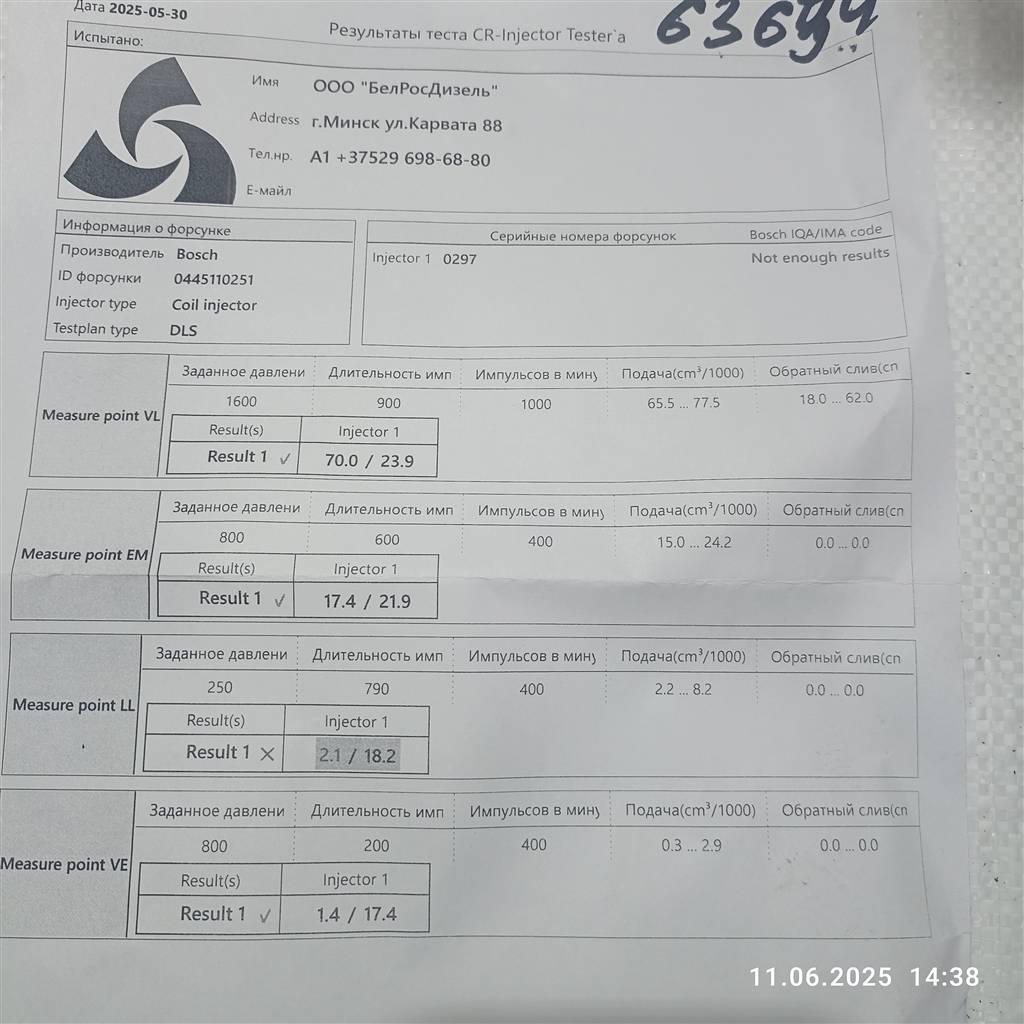 Дата 2025-05-30
Результаты теста CR-Injector Tester`a
63644
Испытано:
Имя ООО "БелРосДизель"
Address г.Минск ул.Карвата 88
Тел.нр. A1 +37529 698-68-80
Е-майл
Информация о форсунке
Производитель Bosch
ID форсунки 0445110251
Injector type Coil injector
Testplan type DLS
Серийные номера форсунок Bosch IQA/IMA code
Injector 1 0297 Not enough results
Measure point VL
Заданное давлени Длительность имп Импульсов в мину Подача(cm³/1000) Обратный слив(cп
1600 900 1000 65.5 ... 77.5 18.0 ... 62.0
Result(s) Injector 1
Result 1 ✓ 70.0 / 23.9
Measure point EM
Заданное давлени Длительность имп Импульсов в мину Подача(cm³/1000) Обратный слив(cп
800 600 400 15.0 ... 24.2 0.0 ... 0.0
Result(s) Injector 1
Result 1 ✓ 17.4 / 21.9
Measure point LL
Заданное давлени Длительность имп Импульсов в мину Подача(cm³/1000) Обратный слив(cп
250 790 400 2.2 ... 8.2 0.0 ... 0.0
Result(s) Injector 1
Result 1 × 2.1 / 18.2
Measure point VE
Заданное давлени Длительность имп Импульсов в мину Подача(cm³/1000) Обратный слив(cп
800 200 400 0.3 ... 2.9 0.0 ... 0.0
Result(s) Injector 1
Result 1 ✓ 1.4 / 17.4
11.06.2025 14:38